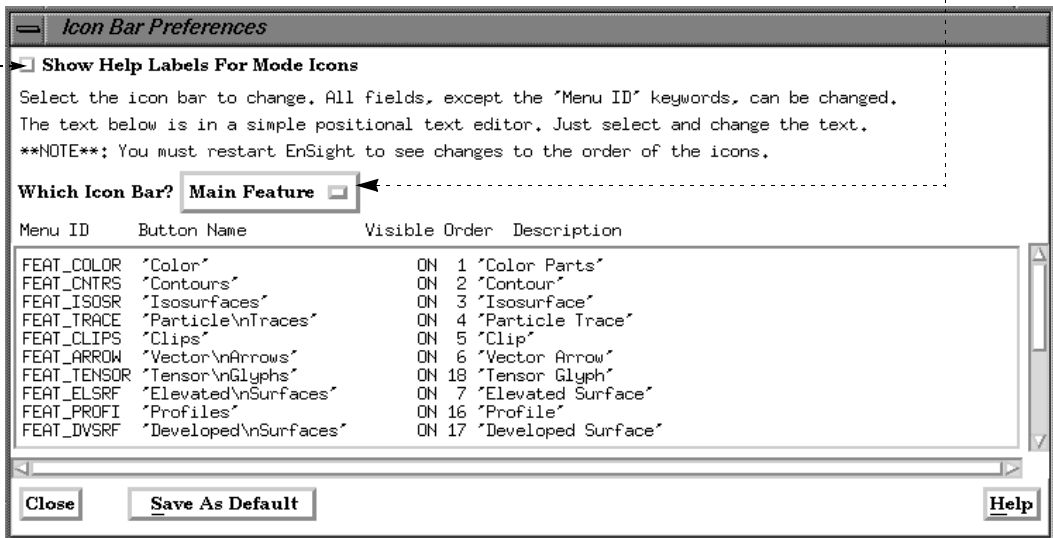 Icon Bar Preferences
Show Help Labels For Mode Icons
Select the icon bar to change. All fields, except the "Menu ID" keywords, can be changed.
The text below is in a simple positional text editor. Just select and change the text.
**NOTE**: You must restart EnSight to see changes to the order of the icons.
Which Icon Bar? Main Feature
Menu ID Button Name Visible Order Description
FEAT_COLOR "Color" ON 1 "Color Parts"
FEAT_CNTRS "Contours" ON 2 "Contour"
FEAT_ISOSR "Isosurfaces" ON 3 "Isosurface"
FEAT_TRACE "Particle\nTraces" ON 4 "Particle Trace"
FEAT_CLIPS "Clips" ON 5 "Clip"
FEAT_ARROW "Vector\nArrows" ON 6 "Vector Arrow"
FEAT_TENSOR "Tensor\nGlyphs" ON 18 "Tensor Glyph"
FEAT_ELSRF "Elevated\nSurfaces" ON 7 "Elevated Surface"
FEAT_PROFI "Profiles" ON 16 "Profile"
FEAT_DVSRF "Developed\nSurfaces" ON 17 "Developed Surface"
Close Save As Default Help